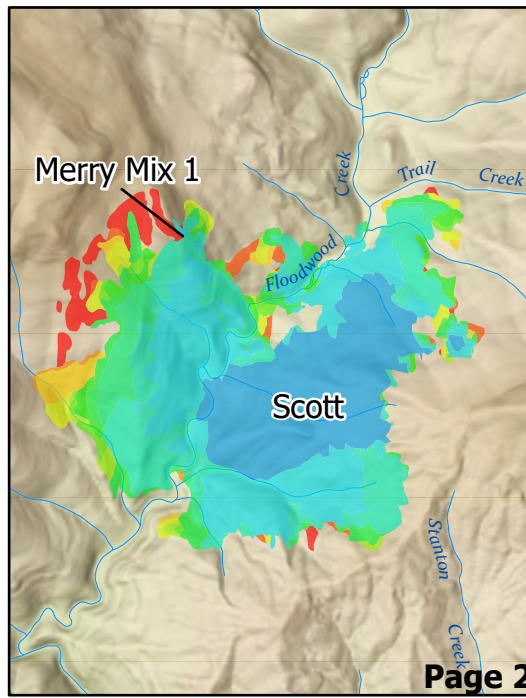 Creek
Trail
Creek
Merry Mix 1
Floodwood
Scott
Stanton
Creek
Page 2